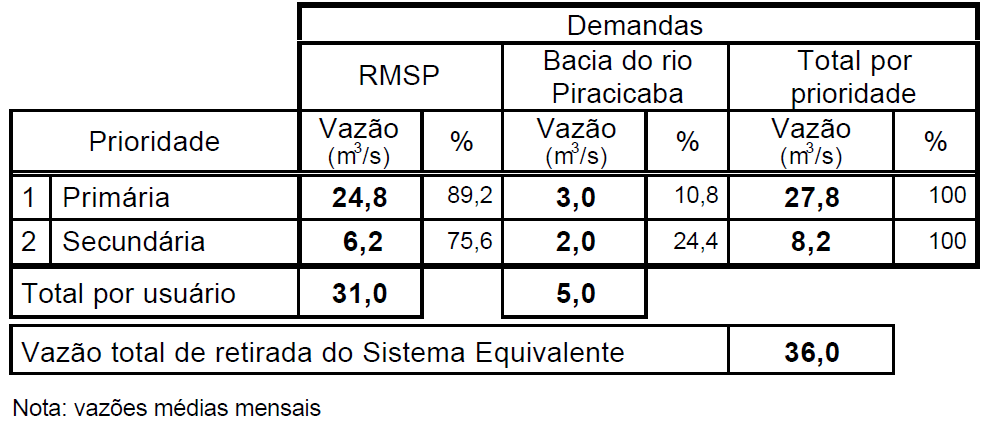 Demandas
RMSP Bacia do rio Piracicaba Total por prioridade
Prioridade Vazão (m³/s) % Vazão (m³/s) % Vazão (m³/s) %
1 Primária 24,8 89,2 3,0 10,8 27,8 100
2 Secundária 6,2 75,6 2,0 24,4 8,2 100
Total por usuário 31,0 5,0
Vazão total de retirada do Sistema Equivalente 36,0
Nota: vazões médias mensais